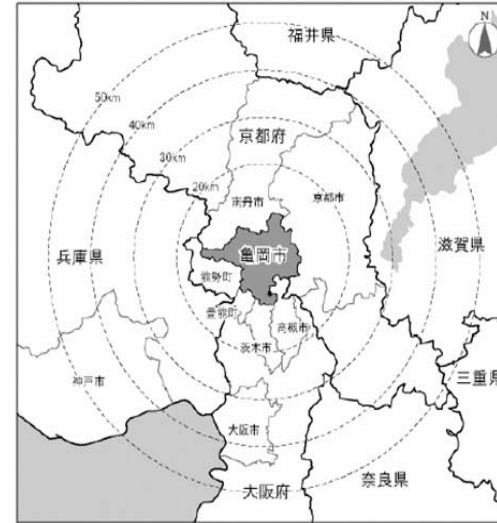 N
福井県
50km
40km
京都府
30km
20km
南丹市
京都市
兵庫県
亀岡市
滋賀県
能勢町
豊能町
高槻市
茨木市
神戸市
三重県
大阪市
奈良県
大阪府